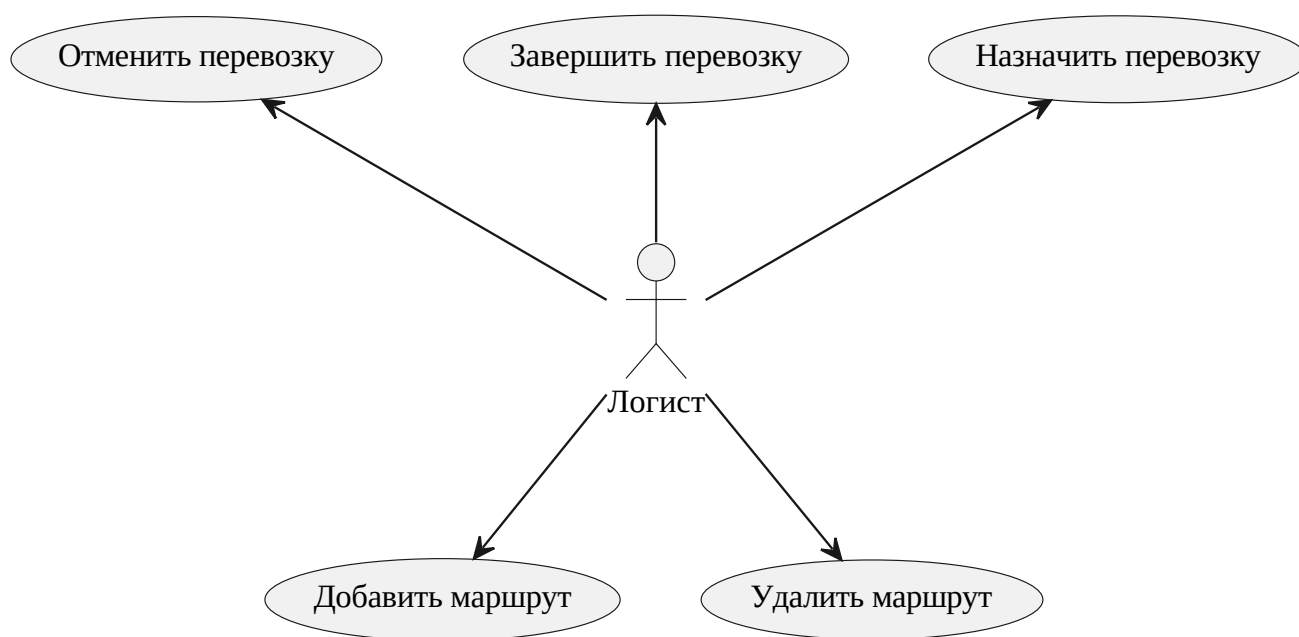 Отменить перевозку
Завершить перевозку
Назначить перевозку
Логист
Добавить маршрут
Удалить маршрут